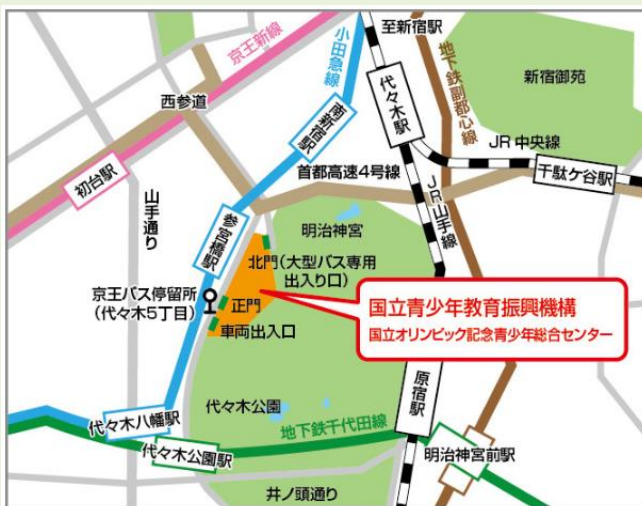 至新宿駅
京王新線
小田急線
代々木駅
地下鉄副都心線
新宿御苑
西参道
南新宿駅
JR中央線
千駄ケ谷駅
首都高速4号線
初台駅
山手通り
JR山手線
参宮橋駅
明治神宮
北門(大型バス専用
出入り口)
京王バス停留所
(代々木5丁目)
正門
車両出入口
国立青少年教育振興機構
国立オリンピック記念青少年総合センター
原宿駅
代々木公園
代々木八幡駅
地下鉄千代田線
代々木公園駅
明治神宮前駅
井ノ頭通り